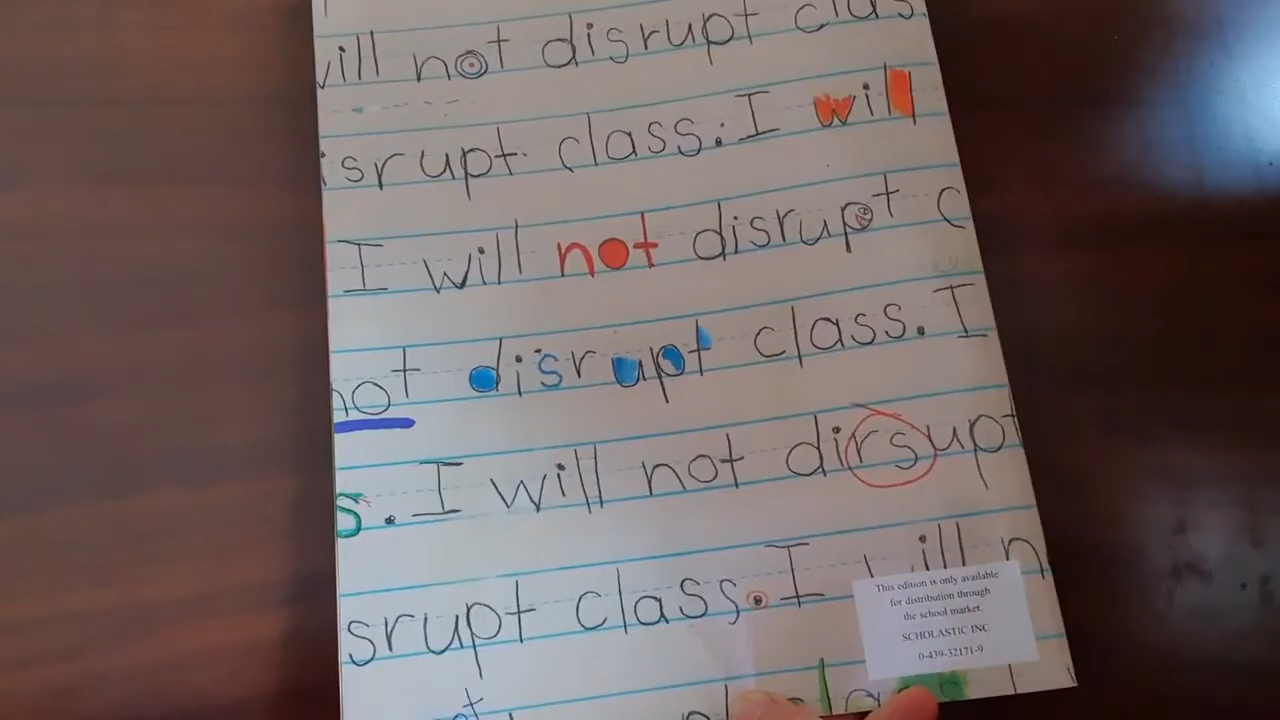 will not disrupt clas
isrupt class. I will
I will not disrupt c
not disrupt class. I
s. I will not dirsupt
srupt class. I will n
This edition is only available
for distribution through
the school market.
SCHOLASTIC INC
0-439-32171-9